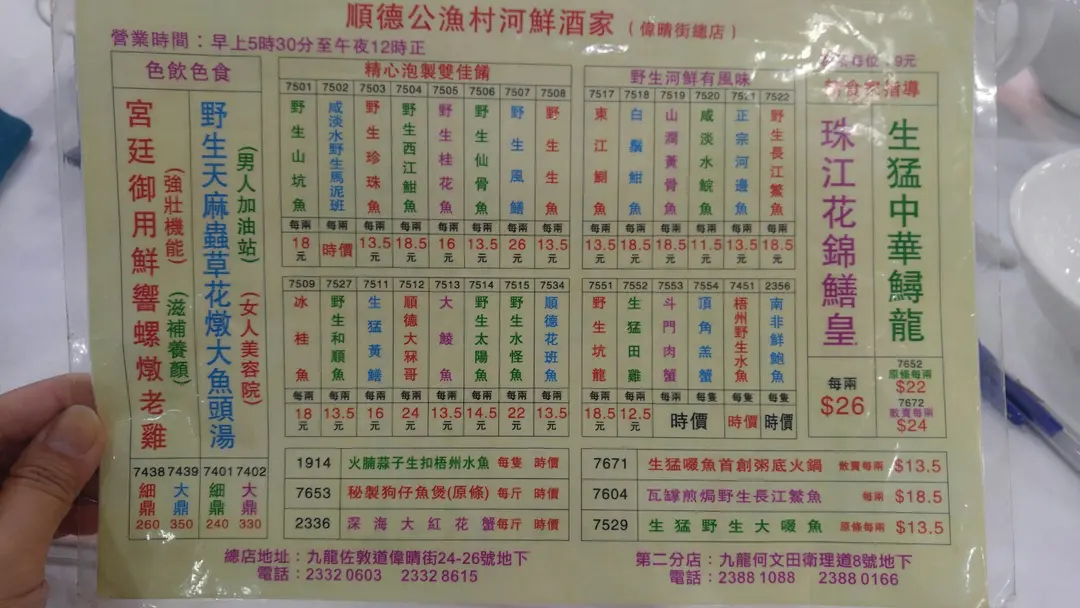 順德公漁村河鮮酒家（偉晴街總店）
營業時間：早上5時30分至午夜12時正
9元
色飲色食
宮廷御用鮮響螺燉老雞
(強壯機能)
(滋補養顏)
野生天麻蟲草花燉大魚頭湯
(男人加油站)
(女人美容院)
7438 7439 7401 7402
細鼎 大鼎 細鼎 大鼎
260 350 240 330
精心泡製雙佳餚
7501 7502 7503 7504 7505 7506 7507 7508
野生山坑魚
咸淡水野生馬泥班
野生珍珠魚
野生西江鮒魚
野生桂花魚
野生仙骨魚
野生風鱔
野生生魚
每兩 每兩 每兩 每兩 每兩 每兩 每兩
18元 時價 13.5元 18.5元 16元 13.5元 26元 13.5元
7509 7527 7511 7512 7513 7514 7515 7534
冰桂魚
野生和順魚
生猛黃鱔
順德大冧哥
大鯪魚
野生太陽魚
野生水怪魚
順德花班魚
每兩 每兩 每兩 每兩 每兩 每兩 每兩 每兩
18元 13.5元 16元 24元 13.5元 14.5元 22元 13.5元
野生河鮮有風味
7517 7518 7519 7520 7521 7522
東江鯏魚
白鬚鮒魚
山澗黃骨魚
咸淡水鯇魚
正宗河邊魚
野生長江鰵魚
每兩 每兩 每兩 每兩 每兩 每兩
13.5元 18.5元 18.5元 11.5元 13.5元 18.5元
7551 7552 7553 7554 7451 2356
野生坑龍
生猛田雞
斗門肉蟹
頂角羔蟹
梧州野生水魚
南非鮮鮑魚
每兩 每兩 每兩 每隻 每隻 每隻
18.5元 12.5元 時價 時價 時價
食家指導
珠江花錦鱔皇
每兩
$26
生猛中華鱘龍
7652
原條每兩
$22
7672
散賣每兩
$24
1914 火腩蒜子生扣梧州水魚 每隻 時價
7653 秘製狗仔魚煲(原條) 每斤 時價
2336 深海大紅花蟹 每斤 時價
7671 生猛啜魚首創粥底火鍋 散賣每兩 $13.5
7604 瓦罉煎焗野生長江鰵魚 每兩 $18.5
7529 生猛野生大啜魚 原條每兩 $13.5
總店地址：九龍佐敦道偉晴街24-26號地下
電話：2332 0603 2332 8615
第二分店：九龍何文田衛理道8號地下
電話：2388 1088 2388 0166